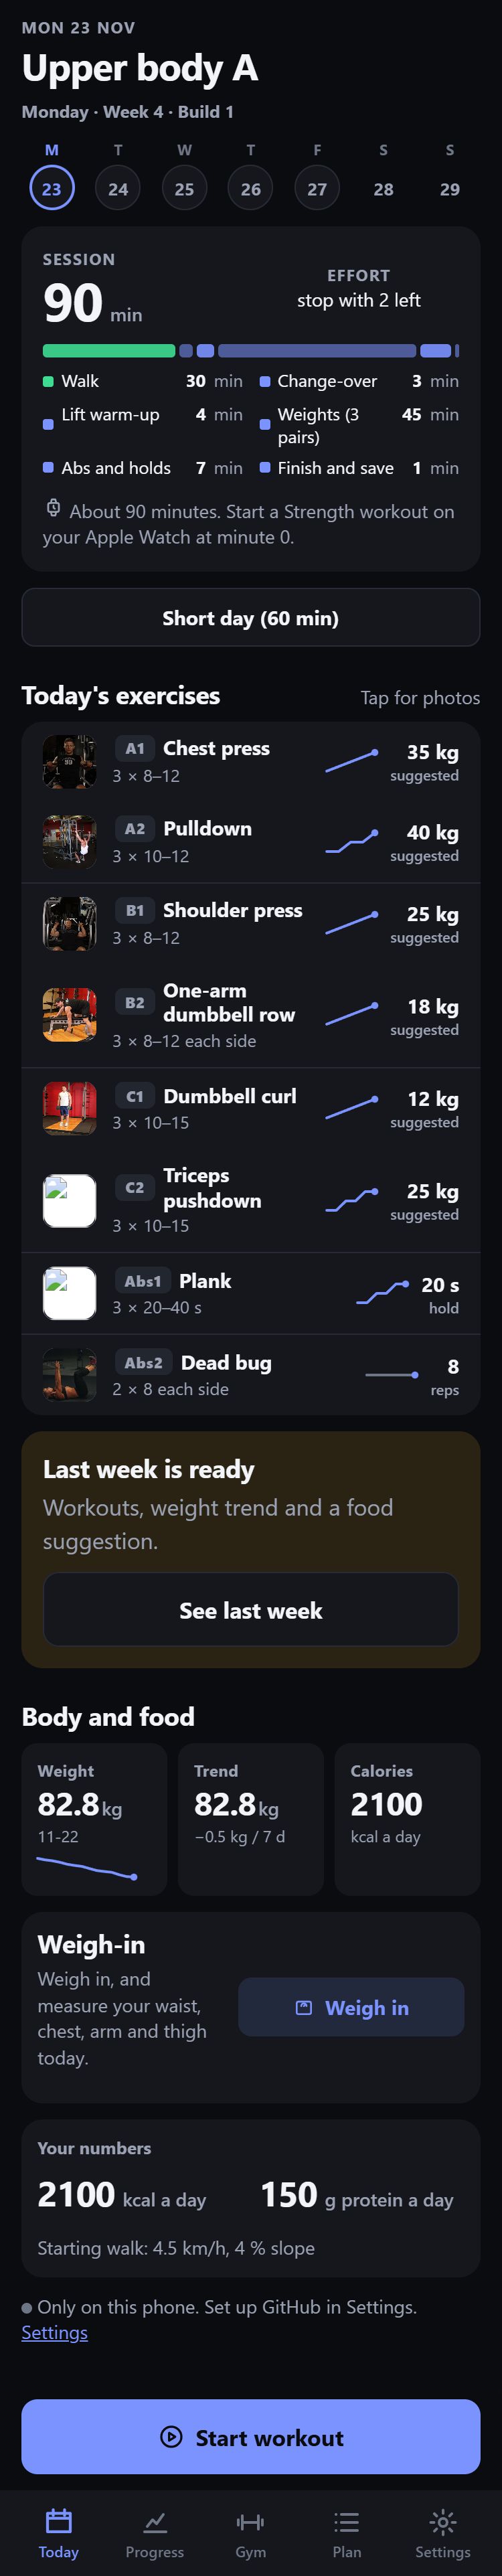 MON 23 NOV
Upper body A
Monday · Week 4 · Build 1
M T W T F S S
23 24 25 26 27 28 29
SESSION
90 min
EFFORT
stop with 2 left
Walk 30 min
Change-over 3 min
Lift warm-up 4 min
Weights (3
pairs) 45 min
Abs and holds 7 min
Finish and save 1 min
About 90 minutes. Start a Strength workout on
your Apple Watch at minute 0.
Short day (60 min)
Today's exercises
Tap for photos
A1 Chest press
3 × 8–12
35 kg
suggested
A2 Pulldown
3 × 10–12
40 kg
suggested
B1 Shoulder press
3 × 8–12
25 kg
suggested
B2 One-arm
dumbbell row
3 × 8–12 each side
18 kg
suggested
C1 Dumbbell curl
3 × 10–15
12 kg
suggested
C2 Triceps
pushdown
3 × 10–15
25 kg
suggested
Abs1 Plank
3 × 20–40 s
20 s
hold
Abs2 Dead bug
2 × 8 each side
8
reps
Last week is ready
Workouts, weight trend and a food
suggestion.
See last week
Body and food
Weight
82.8 kg
11-22
Trend
82.8 kg
−0.5 kg / 7 d
Calories
2100
kcal a day
Weigh-in
Weigh in, and
measure your waist,
chest, arm and thigh
today.
Weigh in
Your numbers
2100 kcal a day
150 g protein a day
Starting walk: 4.5 km/h, 4 % slope
Only on this phone. Set up GitHub in Settings.
Settings
Start workout
Today Progress Gym Plan Settings